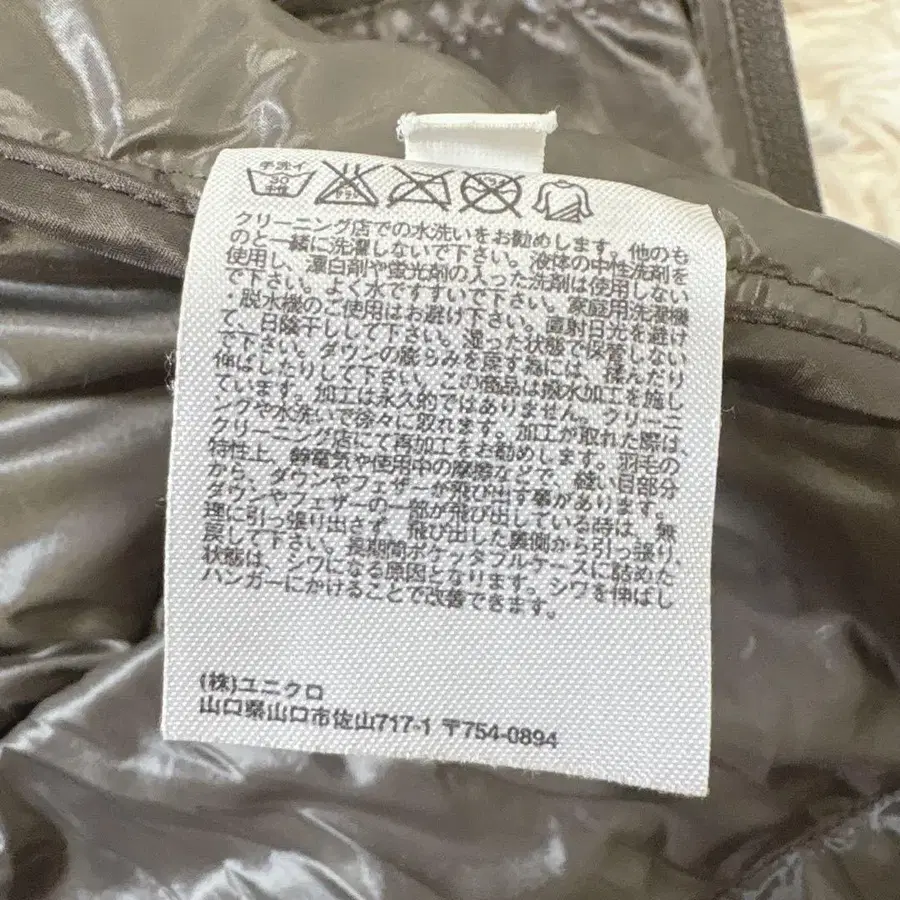 手洗イ
30
中性
クリーニング店での水洗いをお勧めします。他のも
のと一緒に洗濯しないで下さい。液体の中性洗剤を
使用し、漂白剤や蛍光剤の入った洗剤は使用しない
で下さい。よく水ですすいで下さい。家庭用洗濯機
・脱水機のご使用はお避け下さい。直射日光を避け
て、日陰干しして下さい。湿った状態で保管しない
で下さい。ダウンの膨らみを戻す為には、揉んだり
伸ばしたりして下さい。この商品は撥水加工を施し
ています。加工は永久的ではありません。クリーニ
ングや水洗いで徐々に取れます。加工が取れた際は、
クリーニング店にて再加工をお勧めします。羽毛の
特性上、静電気や使用中の摩擦などで、縫い目部分
から、ダウンやフェザーが飛び出す事があります。
ダウンやフェザーの一部が飛び出した時は、無
理に引っ張り出さず、飛び出した裏側から引っ張り、
戻して下さい。長期間ポケッタブルケースに詰めた
状態は、シワになる原因となります。シワを伸ばし
ハンガーにかけることで改善できます。
(株)ユニクロ
山口県山口市佐山717-1 〒754-0894